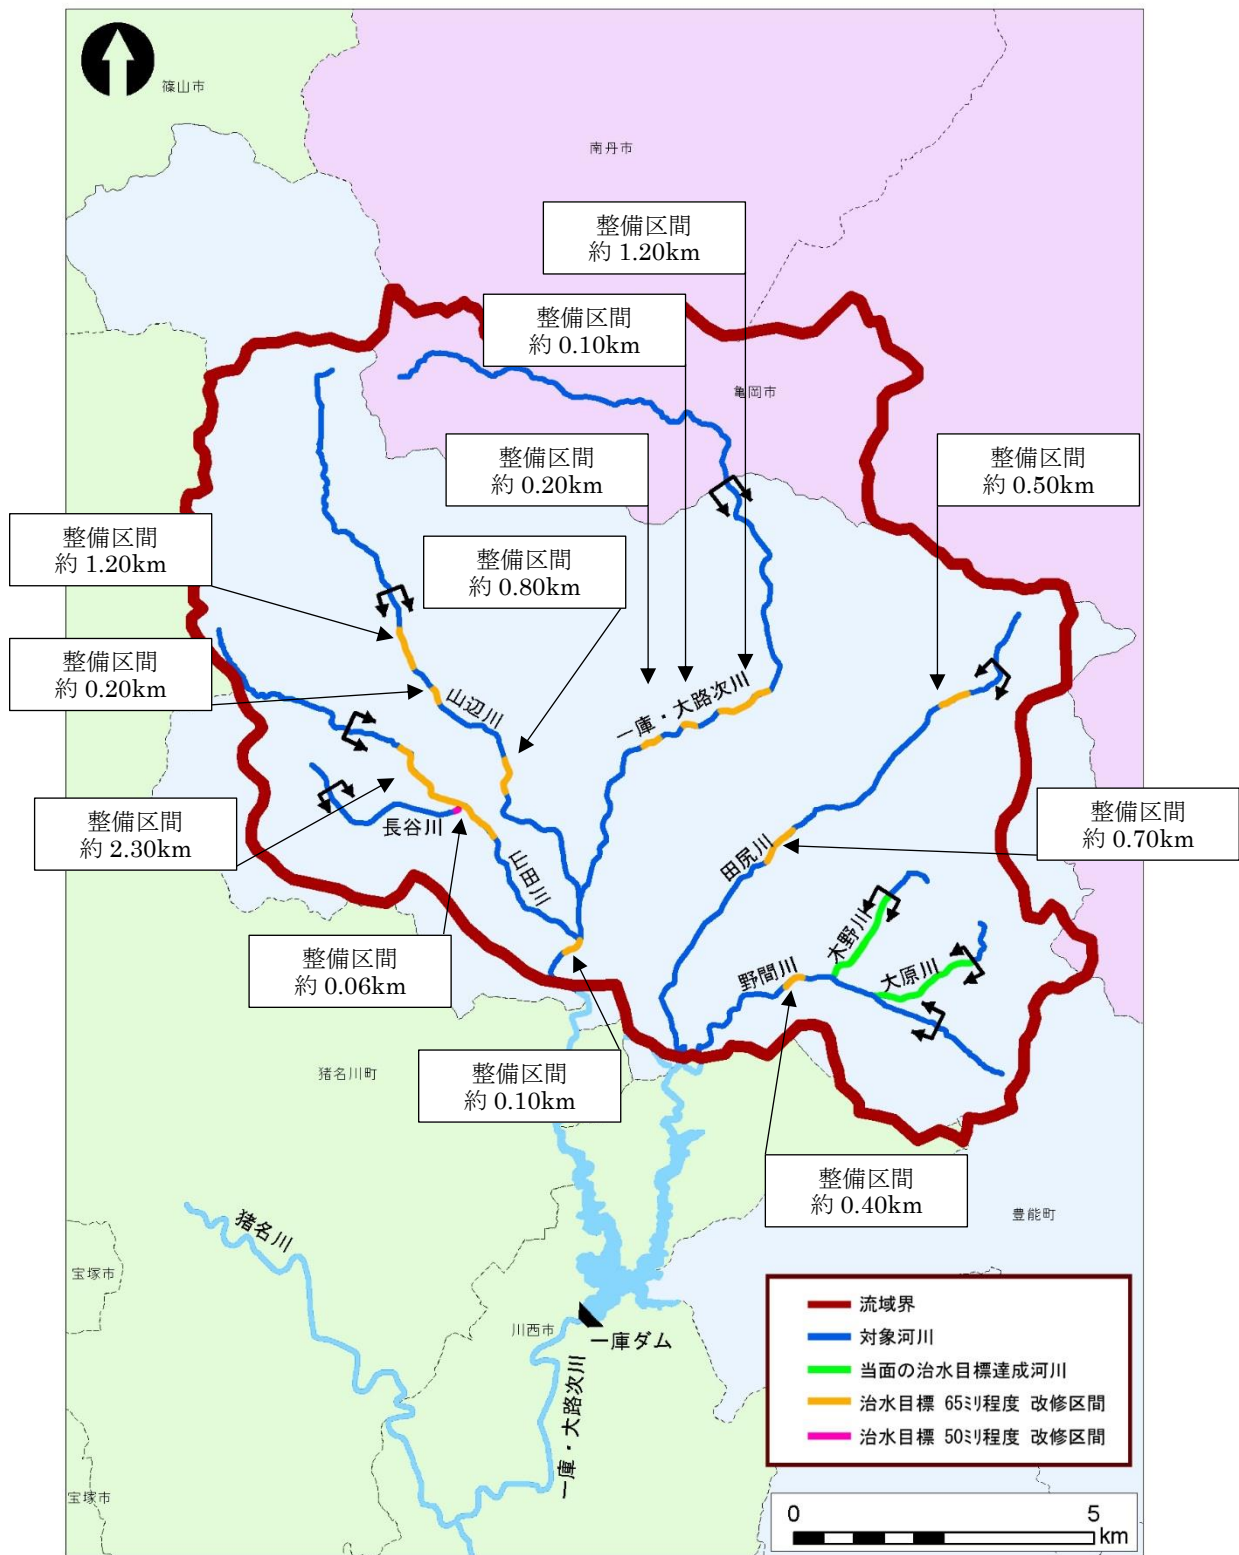 篠山市
南丹市
整備区間
約 1.20km
整備区間
約 0.10km
亀岡市
整備区間
約 0.20km
整備区間
約 0.50km
整備区間
約 1.20km
整備区間
約 0.80km
整備区間
約 0.20km
山辺川
一庫・大路次川
整備区間
約 2.30km
長谷川
山田川
田尻川
整備区間
約 0.70km
木野川
大原川
野間川
整備区間
約 0.06km
整備区間
約 0.10km
猪名川町
整備区間
約 0.40km
豊能町
猪名川
宝塚市
川西市
一庫ダム
一庫・大路次川
宝塚市
流域界
対象河川
当面の治水目標達成河川
治水目標 65ミリ程度 改修区間
治水目標 50ミリ程度 改修区間
0 5
km